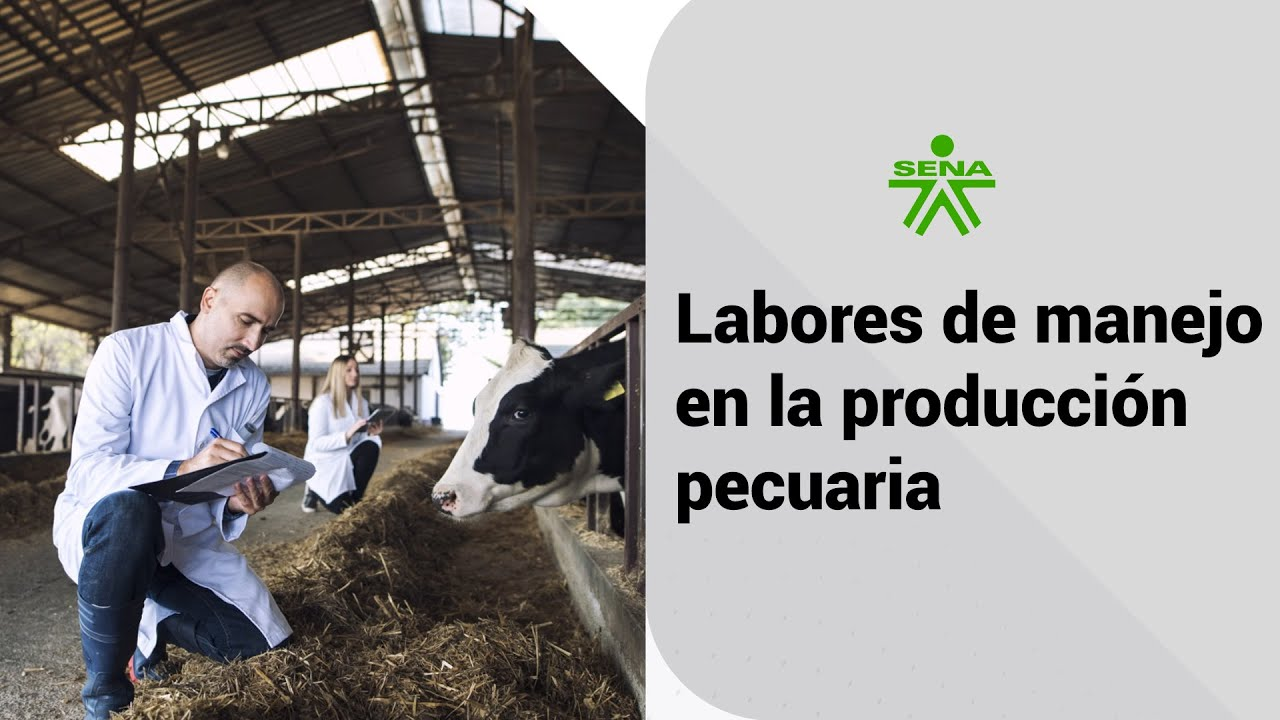 SENA
Labores de manejo
en la producción
pecuaria